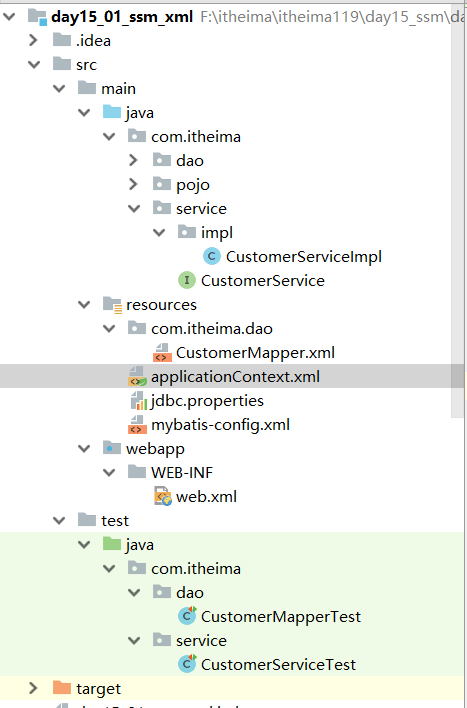 day15_01_ssm_xml F:\itheima\itheima119\day15_ssm\da
.idea
src
main
java
com.itheima
dao
pojo
service
impl
CustomerServiceImpl
CustomerService
resources
com.itheima.dao
CustomerMapper.xml
applicationContext.xml
jdbc.properties
mybatis-config.xml
webapp
WEB-INF
web.xml
test
java
com.itheima
dao
CustomerMapperTest
service
CustomerServiceTest
target